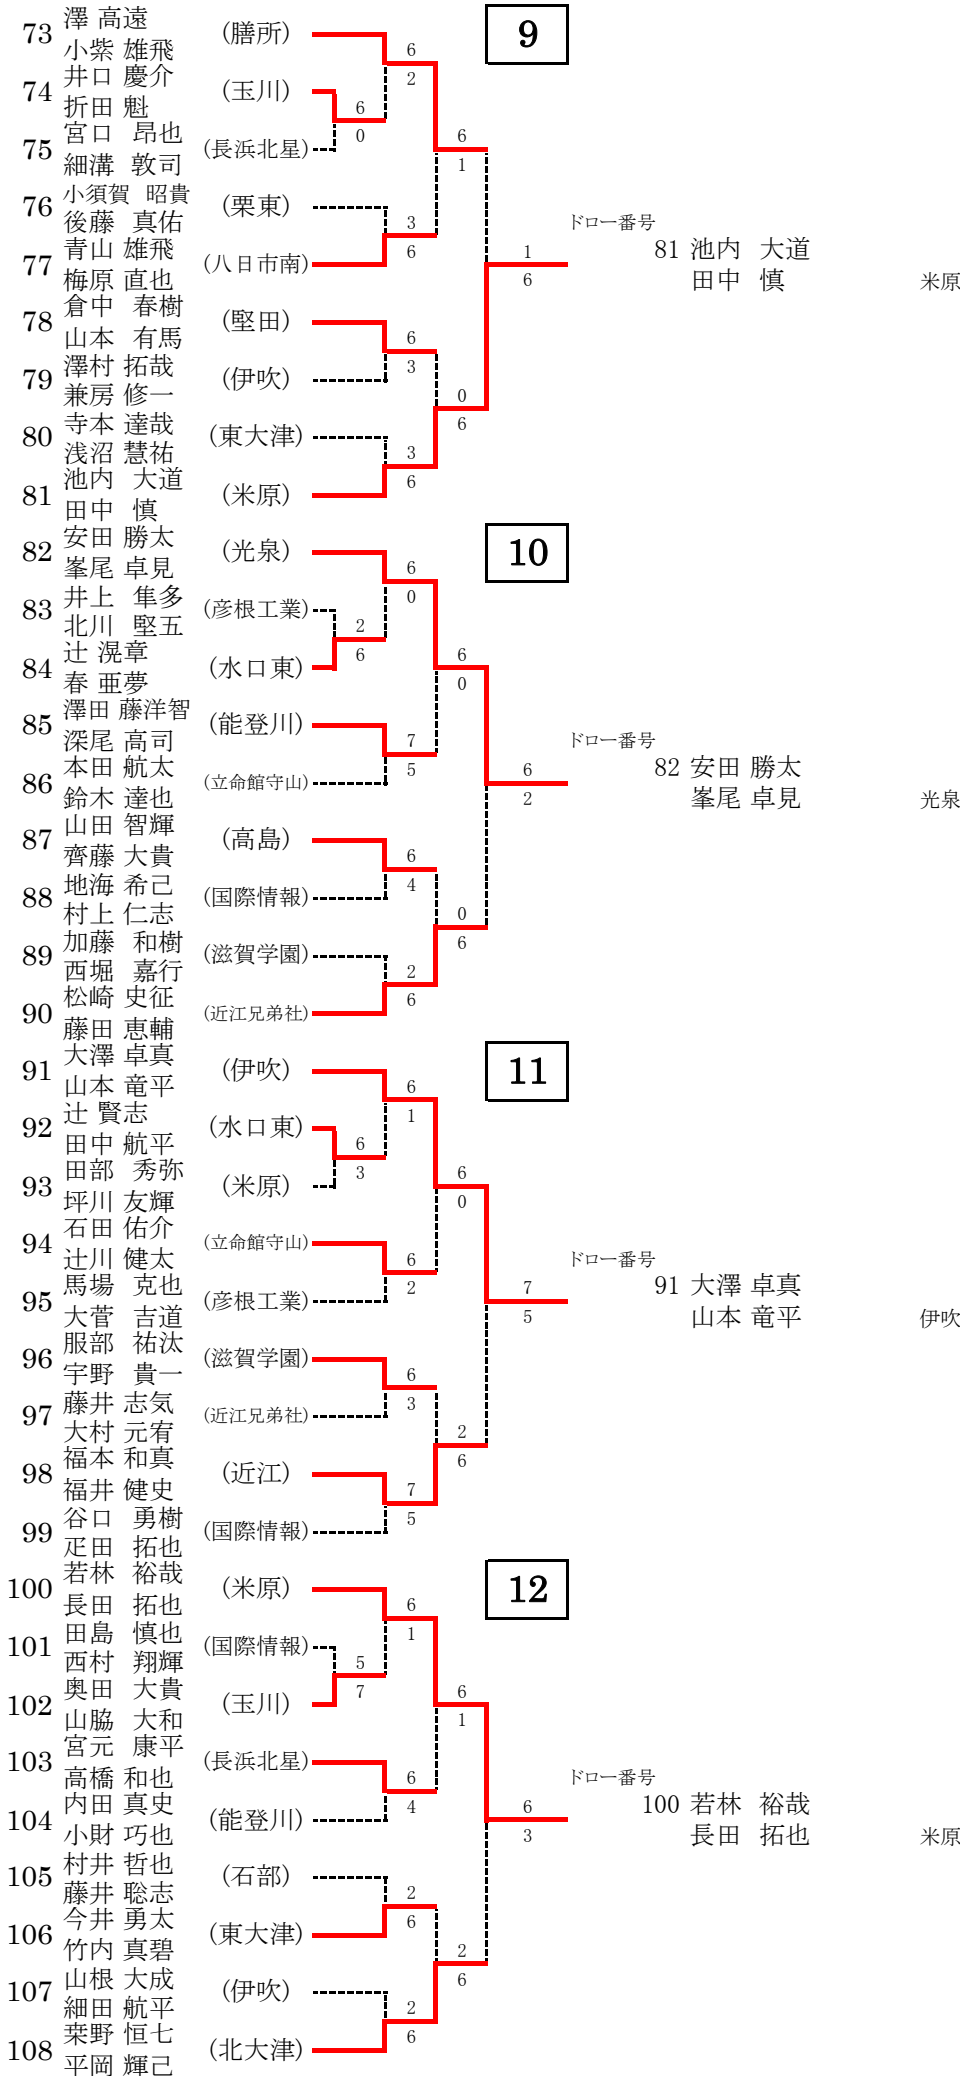 9
73 澤 高遠 (膳所)
小紫 雄飛
6
2
74 井口 慶介 (玉川)
折田 魁
6
0
75 宮口 昂也 (長浜北星)
細溝 敦司
6
1
76 小須賀 昭貴 (栗東)
後藤 真佑
3
6
77 青山 雄飛 (八日市南)
梅原 直也
1
6
ドロー番号
81 池内 大道
田中 慎 米原
78 倉中 春樹 (堅田)
山本 有馬
6
3
79 澤村 拓哉 (伊吹)
兼房 修一
0
6
80 寺本 達哉 (東大津)
浅沼 慧祐
3
6
81 池内 大道 (米原)
田中 慎
10
82 安田 勝太 (光泉)
峯尾 卓見
6
0
83 井上 隼多 (彦根工業)
北川 堅五
2
6
84 辻 滉章 (水口東)
春 亜夢
6
0
85 澤田 藤洋智 (能登川)
深尾 高司
7
5
86 本田 航太 (立命館守山)
鈴木 達也
6
2
ドロー番号
82 安田 勝太
峯尾 卓見 光泉
87 山田 智輝 (高島)
齊藤 大貴
6
4
88 地海 希己 (国際情報)
村上 仁志
0
6
89 加藤 和樹 (滋賀学園)
西堀 嘉行
2
6
90 松崎 史征 (近江兄弟社)
藤田 恵輔
11
91 大澤 卓真 (伊吹)
山本 竜平
6
1
92 辻 賢志 (水口東)
田中 航平
6
3
93 田部 秀弥 (米原)
坪川 友輝
6
0
94 石田 佑介 (立命館守山)
辻川 健太
6
2
95 馬場 克也 (彦根工業)
大菅 吉道
7
5
ドロー番号
91 大澤 卓真
山本 竜平 伊吹
96 服部 祐汰 (滋賀学園)
宇野 貴一
6
3
97 藤井 志気 (近江兄弟社)
大村 元宥
2
6
98 福本 和真 (近江)
福井 健史
7
5
99 谷口 勇樹 (国際情報)
疋田 拓也
12
100 若林 裕哉 (米原)
長田 拓也
6
1
101 田島 慎也 (国際情報)
西村 翔輝
5
7
102 奥田 大貴 (玉川)
山脇 大和
6
1
103 宮元 康平 (長浜北星)
高橋 和也
6
4
104 内田 真史 (能登川)
小財 巧也
6
3
ドロー番号
100 若林 裕哉
長田 拓也 米原
105 村井 哲也 (石部)
藤井 聡志
2
6
106 今井 勇太 (東大津)
竹内 真碧
2
6
107 山根 大成 (伊吹)
細田 航平
2
6
108 桒野 恒七 (北大津)
平岡 輝己